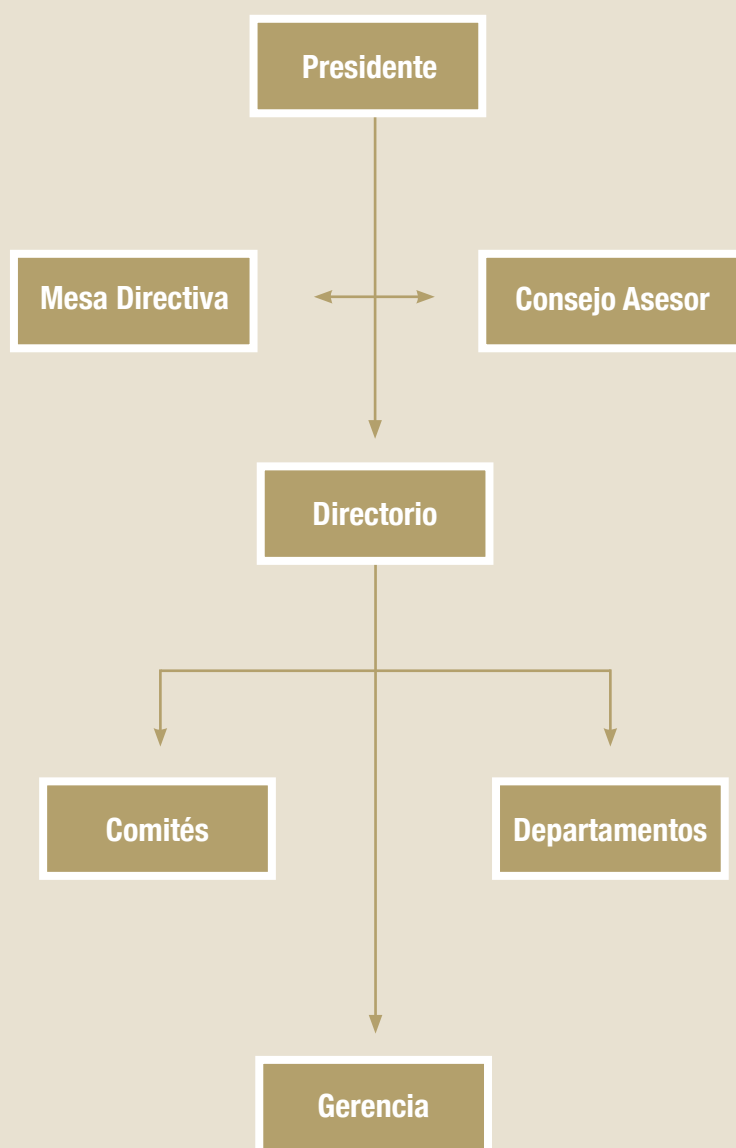 Presidente
Mesa Directiva
Consejo Asesor
Directorio
Comités
Departamentos
Gerencia